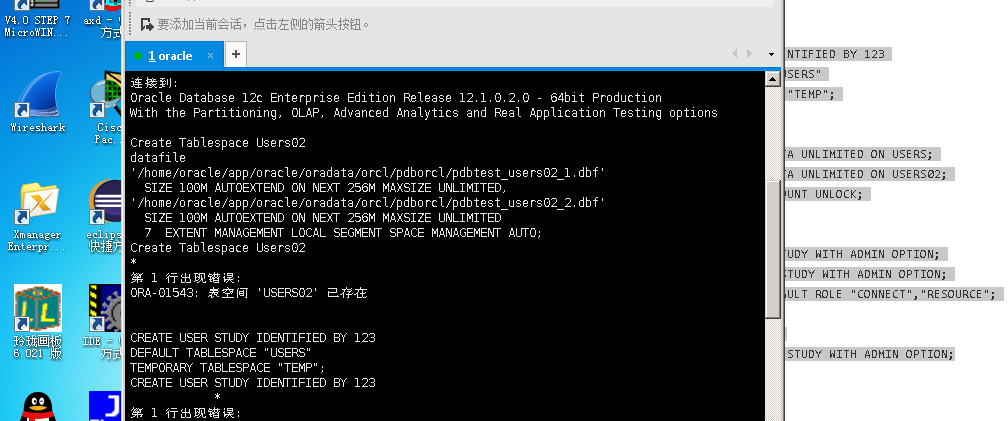 V4.0 STEP 7
MicroWIN...
axd - 
方式
Wireshark
Cisc
Pac...
Xmanager
Enterpr...
eclips
快捷方
玲珑画板
6.021 版
IDE - 
方式
要添加当前会话，点击左侧的箭头按钮。
1 oracle × +
连接到:
Oracle Database 12c Enterprise Edition Release 12.1.0.2.0 - 64bit Production
With the Partitioning, OLAP, Advanced Analytics and Real Application Testing options
Create Tablespace Users02
datafile
'/home/oracle/app/oracle/oradata/orcl/pdborcl/pdbtest_users02_1.dbf'
SIZE 100M AUTOEXTEND ON NEXT 256M MAXSIZE UNLIMITED,
'/home/oracle/app/oracle/oradata/orcl/pdborcl/pdbtest_users02_2.dbf'
SIZE 100M AUTOEXTEND ON NEXT 256M MAXSIZE UNLIMITED
7  EXTENT MANAGEMENT LOCAL SEGMENT SPACE MANAGEMENT AUTO;
Create Tablespace Users02
*
第 1 行出现错误:
ORA-01543: 表空间 'USERS02' 已存在
CREATE USER STUDY IDENTIFIED BY 123
DEFAULT TABLESPACE "USERS"
TEMPORARY TABLESPACE "TEMP";
CREATE USER STUDY IDENTIFIED BY 123
*
第 1 行出现错误:
NTIFIED BY 123
USERS"
"TEMP";
TA UNLIMITED ON USERS;
TA UNLIMITED ON USERS02;
OUNT UNLOCK;
STUDY WITH ADMIN OPTION;
STUDY WITH ADMIN OPTION;
AULT ROLE "CONNECT","RESOURCE";
STUDY WITH ADMIN OPTION;